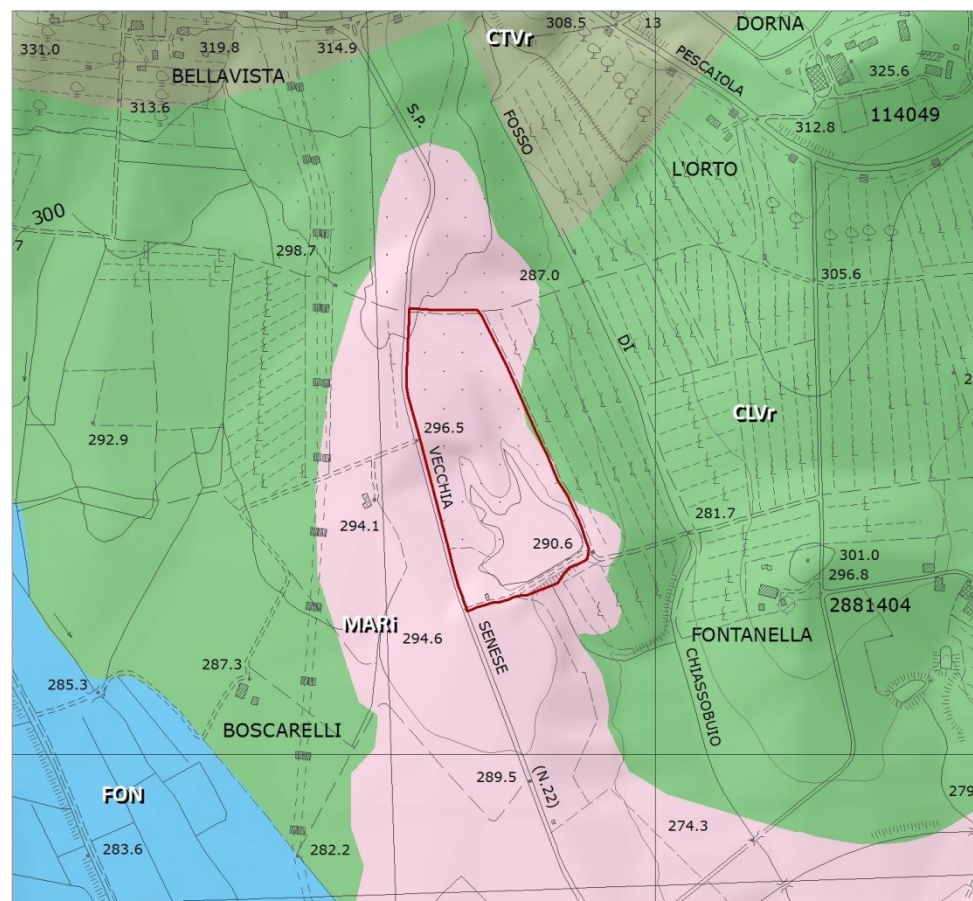 308.5
13
DORNA
CTVr
331.0
319.8
314.9
BELLAVISTA
PESCAIOLA
325.6
313.6
S.P.
FOSSO
312.8
114049
L'ORTO
300
7
298.7
287.0
305.6
DI
2
CLVr
292.9
296.5
VECCHIA
294.1
281.7
290.6
301.0
296.8
2881404
MARi
294.6
SENESE
FONTANELLA
287.3
285.3
CHIASSOBUIO
BOSCARELLI
FON
289.5
(N.22)
279
274.3
283.6
282.2